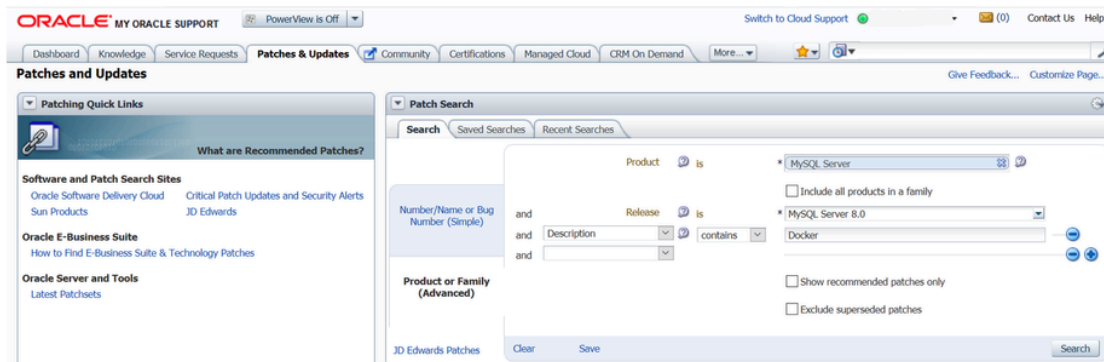 ORACLE MY ORACLE SUPPORT
PowerView is Off
Switch to Cloud Support
(0)
Contact Us
Help
Dashboard
Knowledge
Service Requests
Patches & Updates
Community
Certifications
Managed Cloud
CRM On Demand
More...
Patches and Updates
Give Feedback...
Customize Page...
Patching Quick Links
What are Recommended Patches?
Software and Patch Search Sites
Oracle Software Delivery Cloud
Critical Patch Updates and Security Alerts
Sun Products
JD Edwards
Oracle E-Business Suite
How to Find E-Business Suite & Technology Patches
Oracle Server and Tools
Latest Patchsets
Patch Search
Search
Saved Searches
Recent Searches
Number/Name or Bug
Number (Simple)
Product or Family
(Advanced)
JD Edwards Patches
Product is * MySQL Server
Include all products in a family
and Release is * MySQL Server 8.0
and Description contains Docker
and
Show recommended patches only
Exclude superseded patches
Clear
Save
Search